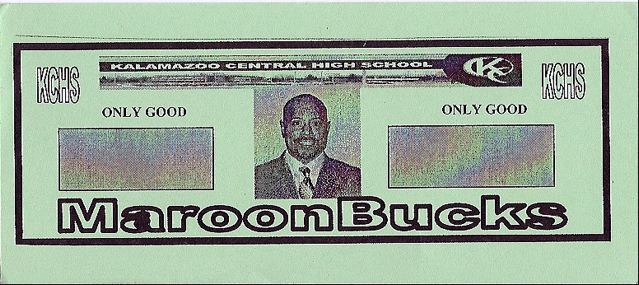 KALAMAZOO CENTRAL HIGH SCHOOL
K
KCHS
KCHS
ONLY GOOD
ONLY GOOD
MaroonBucks